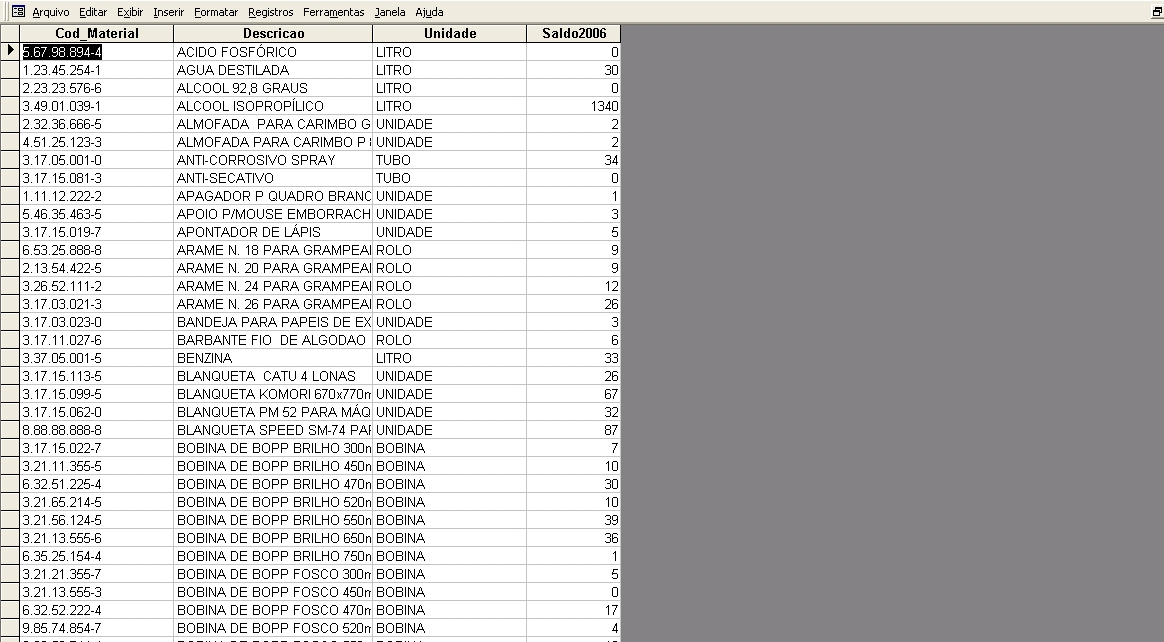 Arquivo Editar Exibir Inserir Formatar Registros Ferramentas Janela Ajuda
Cod_Material Descricao Unidade Saldo2006
5.67.98.894-4 ACIDO FOSFÓRICO LITRO 0
1.23.45.254-1 AGUA DESTILADA LITRO 30
2.23.23.576-6 ALCOOL 92,8 GRAUS LITRO 0
3.49.01.039-1 ALCOOL ISOPROPÍLICO LITRO 1340
2.32.36.666-5 ALMOFADA PARA CARIMBO G UNIDADE 2
4.51.25.123-3 ALMOFADA PARA CARIMBO P UNIDADE 2
3.17.05.001-0 ANTI-CORROSIVO SPRAY TUBO 34
3.17.15.081-3 ANTI-SECATIVO TUBO 0
1.11.12.222-2 APAGADOR P QUADRO BRANC UNIDADE 1
5.46.35.463-5 APOIO P/MOUSE EMBORRACH UNIDADE 3
3.17.15.019-7 APONTADOR DE LÁPIS UNIDADE 5
6.53.25.888-8 ARAME N. 18 PARA GRAMPEAI ROLO 9
2.13.54.422-5 ARAME N. 20 PARA GRAMPEAI ROLO 9
3.26.52.111-2 ARAME N. 24 PARA GRAMPEAI ROLO 12
3.17.03.021-3 ARAME N. 26 PARA GRAMPEAI ROLO 26
3.17.03.023-0 BANDEJA PARA PAPEIS DE EX UNIDADE 3
3.17.11.027-6 BARBANTE FIO DE ALGODAO ROLO 6
3.37.05.001-5 BENZINA LITRO 33
3.17.15.113-5 BLANQUETA CATU 4 LONAS UNIDADE 26
3.17.15.099-5 BLANQUETA KOMORI 670x770m UNIDADE 67
3.17.15.062-0 BLANQUETA PM 52 PARA MÁQ UNIDADE 32
8.88.88.888-8 BLANQUETA SPEED SM-74 PAR UNIDADE 87
3.17.15.022-7 BOBINA DE BOPP BRILHO 300m BOBINA 7
3.21.11.355-5 BOBINA DE BOPP BRILHO 450m BOBINA 10
6.32.51.225-4 BOBINA DE BOPP BRILHO 470m BOBINA 30
3.21.65.214-5 BOBINA DE BOPP BRILHO 520m BOBINA 10
3.21.56.124-5 BOBINA DE BOPP BRILHO 550m BOBINA 39
3.21.13.555-6 BOBINA DE BOPP BRILHO 650m BOBINA 36
6.35.25.154-4 BOBINA DE BOPP BRILHO 750m BOBINA 1
3.21.21.355-7 BOBINA DE BOPP FOSCO 300m BOBINA 5
3.21.13.555-3 BOBINA DE BOPP FOSCO 450m BOBINA 0
6.32.52.222-4 BOBINA DE BOPP FOSCO 470m BOBINA 17
9.85.74.854-7 BOBINA DE BOPP FOSCO 520m BOBINA 4